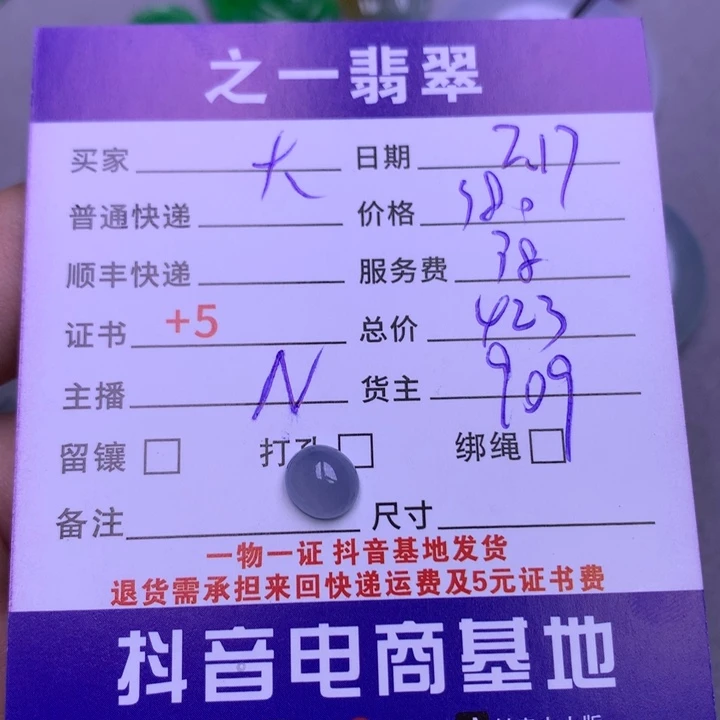 之一翡翠
买家 大 日期 2.17
普通快递 价格 380
顺丰快递 服务费 38
证书 +5 总价 423
主播 N 货主 909
留镶 打孔 绑绳
备注 尺寸
一物一证 抖音基地发货
退货需承担来回快递运费及5元证书费
抖音电商基地